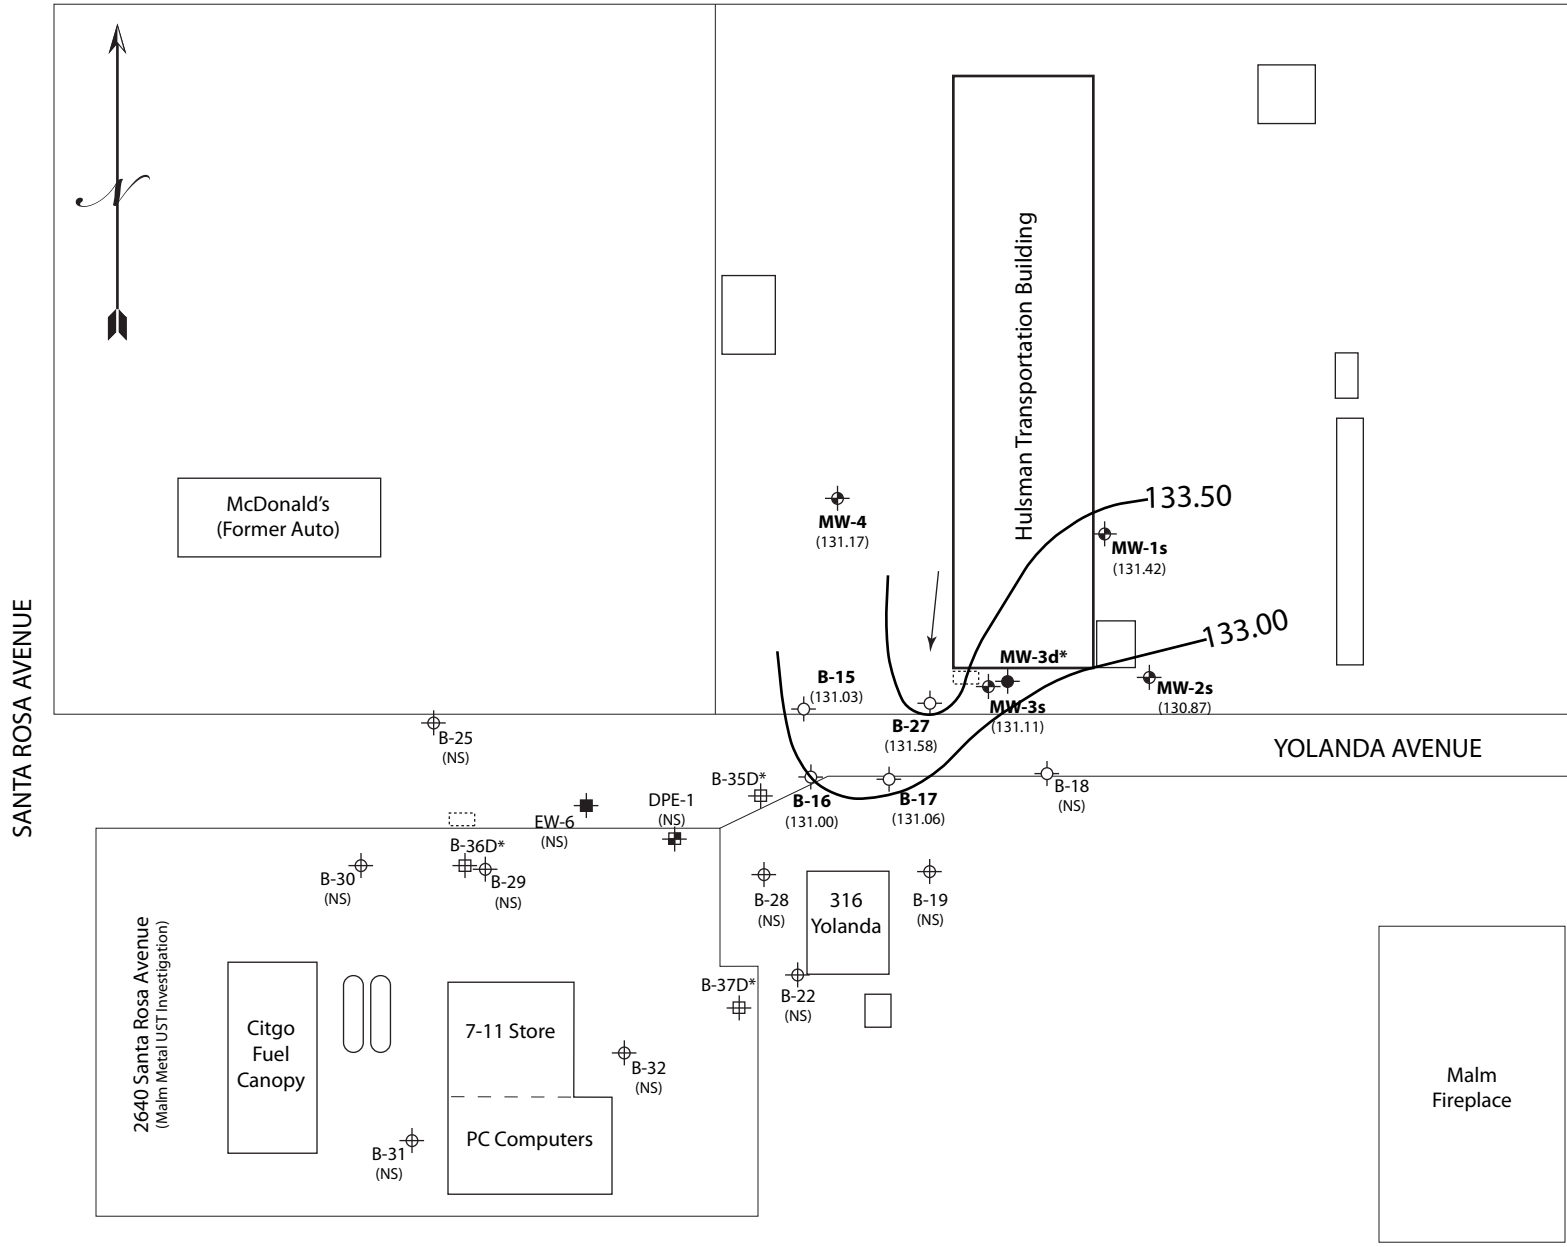 N
Hulsman Transportation Building
McDonald's
(Former Auto)
MW-4
(131.17)
133.50
MW-1s
(131.42)
133.00
SANTA ROSA AVENUE
B-15
(131.03)
MW-3d*
MW-2s
(130.87)
MW-3s
(131.11)
B-27
(131.58)
B-25
(NS)
YOLANDA AVENUE
B-35D*
B-16
(131.00)
B-17
(131.06)
B-18
(NS)
DPE-1
(NS)
EW-6
(NS)
B-36D*
B-30
(NS)
B-29
(NS)
B-28
(NS)
316
Yolanda
B-19
(NS)
2640 Santa Rosa Avenue
(Malm Metal UST Investigation)
B-37D*
B-22
(NS)
Citgo
Fuel
Canopy
7-11 Store
B-32
(NS)
PC Computers
B-31
(NS)
Malm
Fireplace